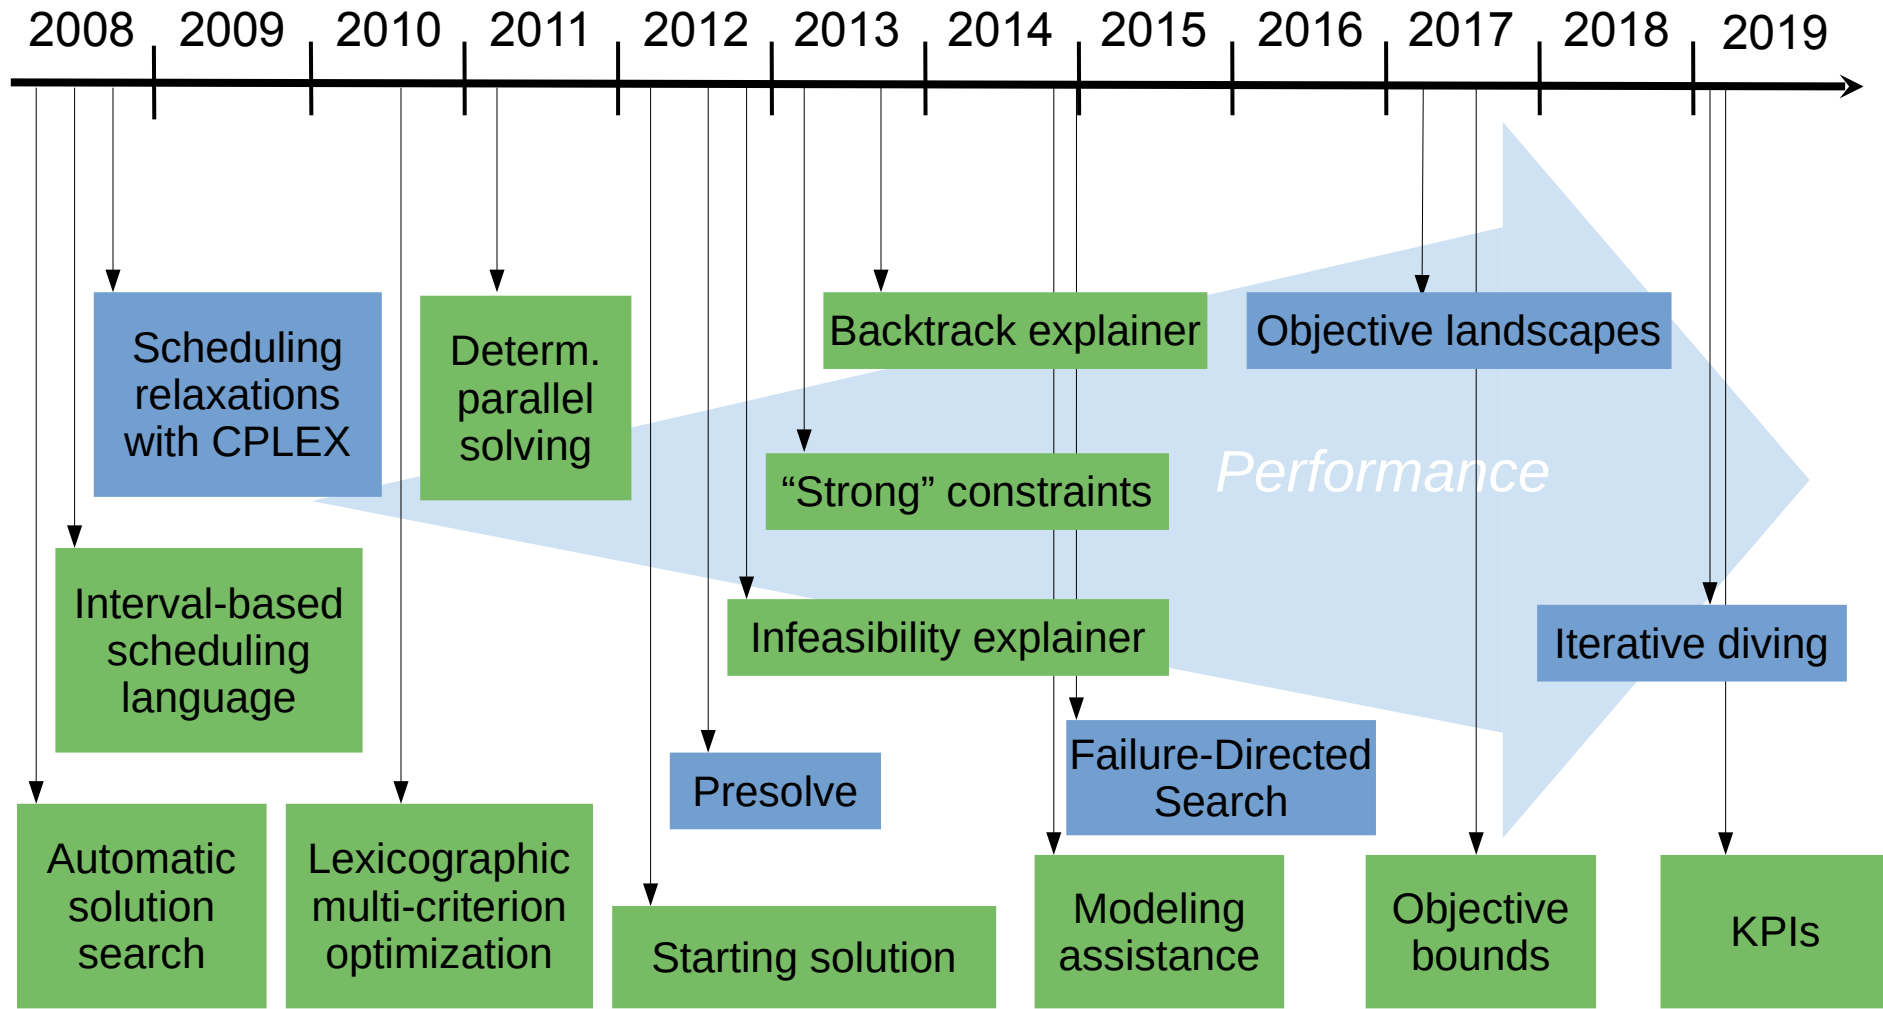 2008 2009 2010 2011 2012 2013 2014 2015 2016 2017 2018 2019
Scheduling
relaxations
with CPLEX
Determ.
parallel
solving
Backtrack explainer
Objective landscapes
“Strong” constraints
Performance
Interval-based
scheduling
language
Infeasibility explainer
Iterative diving
Presolve
Failure-Directed
Search
Automatic
solution
search
Lexicographic
multi-criterion
optimization
Starting solution
Modeling
assistance
Objective
bounds
KPIs